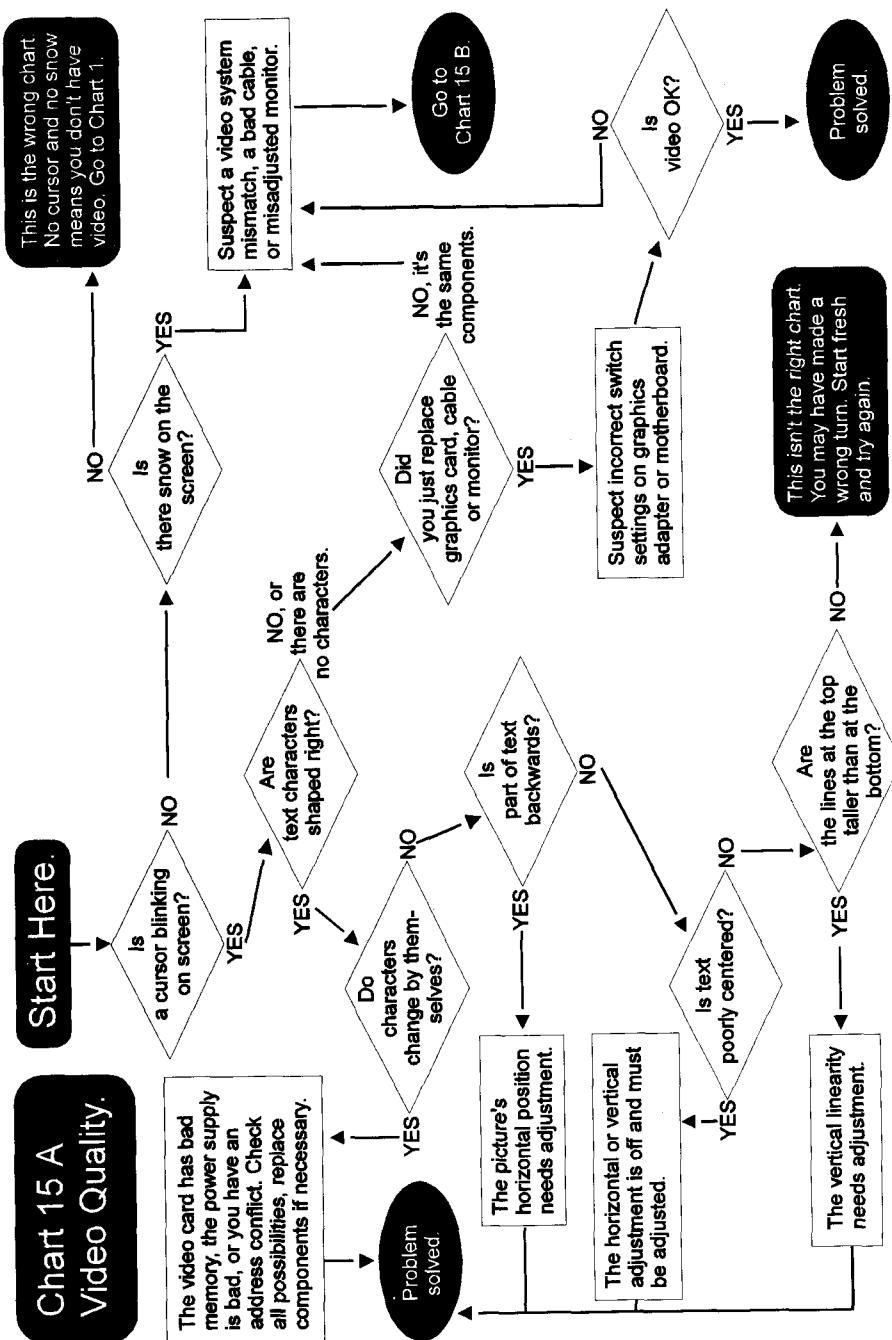 Chart 15 A
Video Quality.
Start Here.
Is
a cursor blinking
on screen?
NO
YES
Is
there snow on the
screen?
NO
YES
This is the wrong chart.
No cursor and no snow
means you don't have
video. Go to Chart 1.
Suspect a video system
mismatch, a bad cable,
or misadjusted monitor.
Go to
Chart 15 B.
Are
text characters
shaped right?
NO, or
there are
no characters.
YES
Did
you just replace
graphics card, cable
or monitor?
NO, it's
the same
components.
YES
Suspect incorrect switch
settings on graphics
adapter or motherboard.
Is
video OK?
NO
YES
Problem
solved.
Do
characters
change by them-
selves?
YES
NO
The video card has bad
memory, the power supply
is bad, or you have an
address conflict. Check
all possibilities, replace
components if necessary.
Problem
solved.
Is
part of text
backwards?
YES
NO
The picture's
horizontal position
needs adjustment.
Is text
poorly centered?
YES
NO
The horizontal or vertical
adjustment is off and must
be adjusted.
Are
the lines at the top
taller than at the
bottom?
YES
NO
The vertical linearity
needs adjustment.
This isn't the right chart.
You may have made a
wrong turn. Start fresh
and try again.